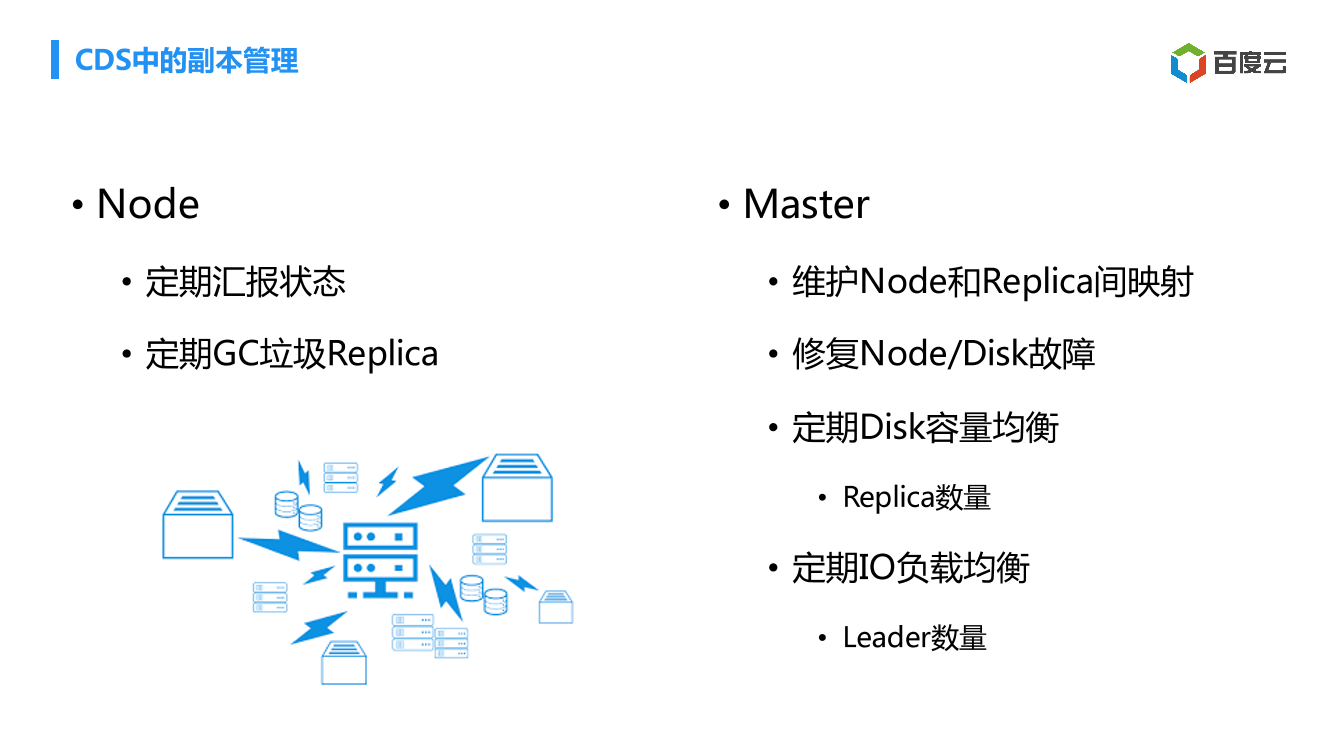 CDS中的副本管理
百度云
• Node
• 定期汇报状态
• 定期GC垃圾Replica
• Master
• 维护Node和Replica间映射
• 修复Node/Disk故障
• 定期Disk容量均衡
• Replica数量
• 定期IO负载均衡
• Leader数量